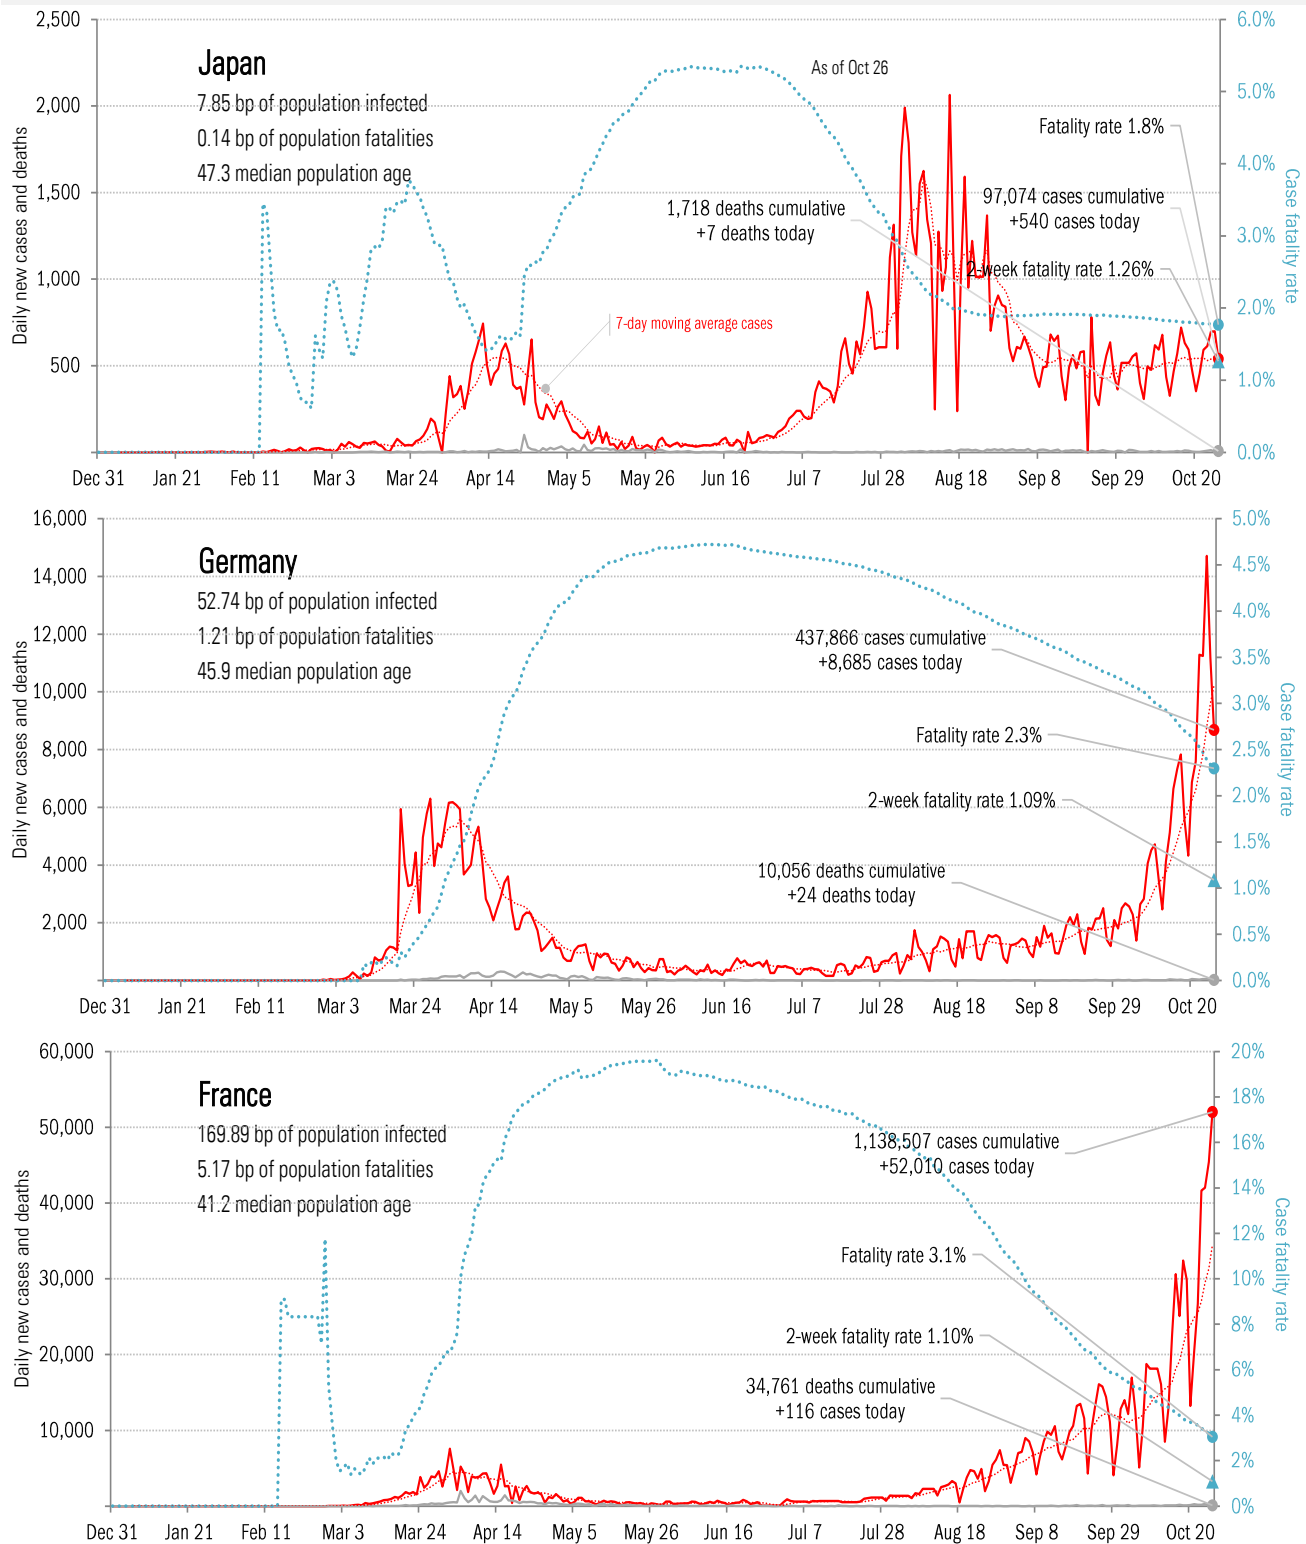 2,500
6.0%
Japan
As of Oct 26
7.85 bp of population infected
0.14 bp of population fatalities
47.3 median population age
2,000
5.0%
Fatality rate 1.8%
4.0%
1,500
97,074 cases cumulative
+540 cases today
1,718 deaths cumulative
+7 deaths today
3.0%
1,000
2-week fatality rate 1.26%
2.0%
7-day moving average cases
500
1.0%
0.0%
Daily new cases and deaths
Case fatality rate
Dec 31 Jan 21 Feb 11 Mar 3 Mar 24 Apr 14 May 5 May 26 Jun 16 Jul 7 Jul 28 Aug 18 Sep 8 Sep 29 Oct 20
16,000
5.0%
Germany
52.74 bp of population infected
1.21 bp of population fatalities
45.9 median population age
14,000
4.5%
12,000
4.0%
437,866 cases cumulative
+8,685 cases today
3.5%
10,000
3.0%
Fatality rate 2.3%
8,000
2.5%
2-week fatality rate 1.09%
6,000
2.0%
1.5%
4,000
10,056 deaths cumulative
+24 deaths today
1.0%
2,000
0.5%
0.0%
Daily new cases and deaths
Case fatality rate
Dec 31 Jan 21 Feb 11 Mar 3 Mar 24 Apr 14 May 5 May 26 Jun 16 Jul 7 Jul 28 Aug 18 Sep 8 Sep 29 Oct 20
60,000
20%
France
169.89 bp of population infected
5.17 bp of population fatalities
41.2 median population age
18%
50,000
1,138,507 cases cumulative
+52,010 cases today
16%
40,000
14%
12%
Fatality rate 3.1%
30,000
10%
2-week fatality rate 1.10%
8%
20,000
34,761 deaths cumulative
+116 cases today
6%
10,000
4%
2%
0%
Daily new cases and deaths
Case fatality rate
Dec 31 Jan 21 Feb 11 Mar 3 Mar 24 Apr 14 May 5 May 26 Jun 16 Jul 7 Jul 28 Aug 18 Sep 8 Sep 29 Oct 20